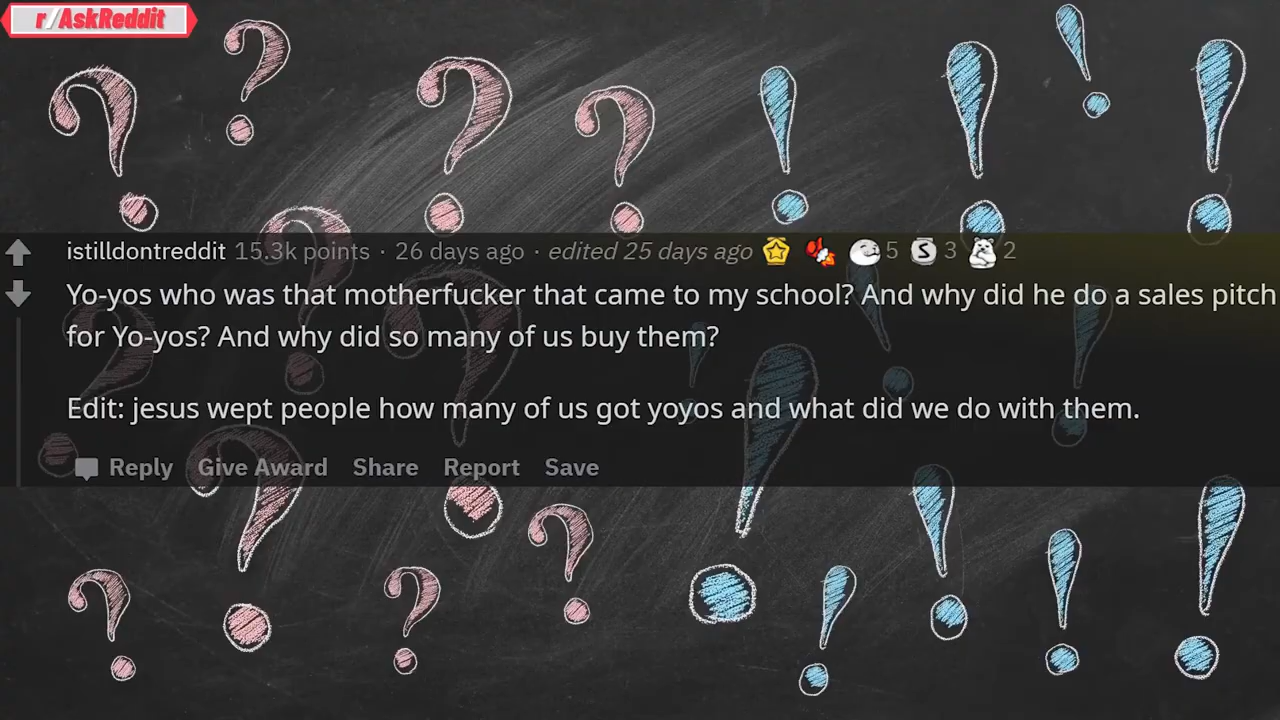 r/AskReddit
istilldontreddit 15.3k points · 26 days ago · edited 25 days ago 5 3 2
Yo-yos who was that motherfucker that came to my school? And why did he do a sales pitch
for Yo-yos? And why did so many of us buy them?
Edit: jesus wept people how many of us got yoyos and what did we do with them.
Reply Give Award Share Report Save